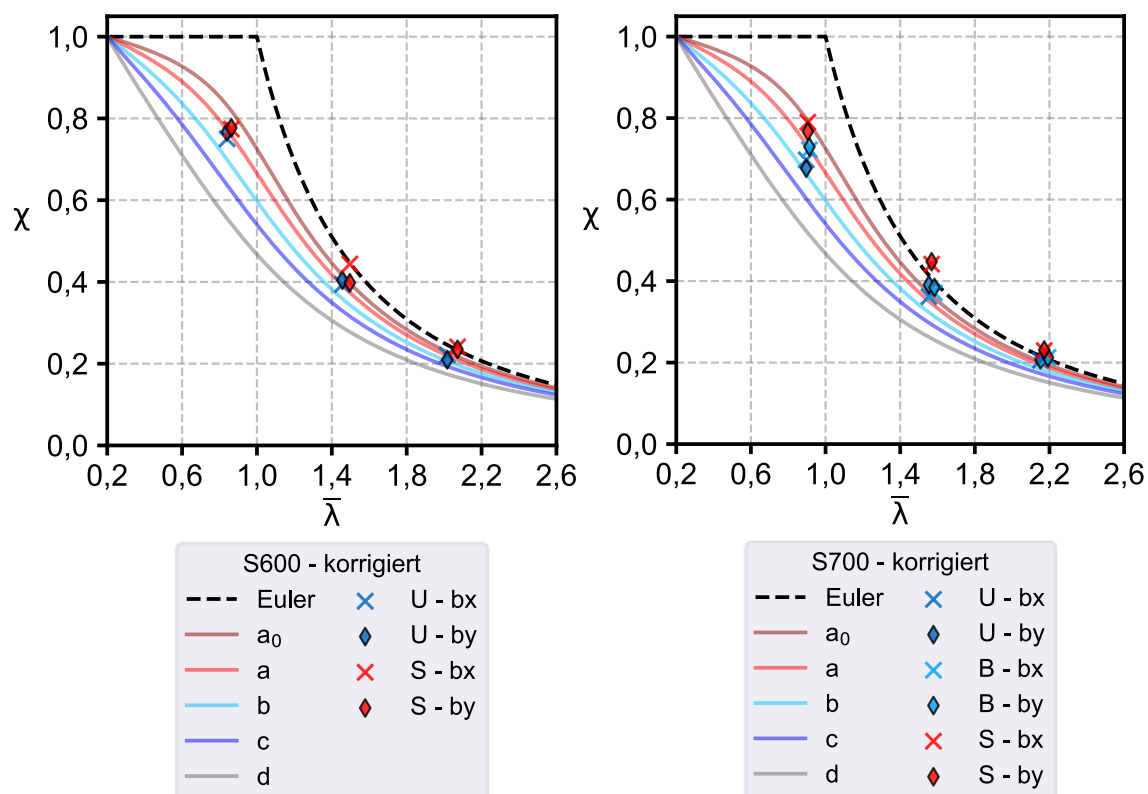 1,0
0,8
0,6
0,4
0,2
0,0
χ
0,2 0,6 1,0 1,4 1,8 2,2 2,6
λ̅
S600 - korrigiert
Euler U - bx
a₀ U - by
a S - bx
b S - by
c
d
1,0
0,8
0,6
0,4
0,2
0,0
χ
0,2 0,6 1,0 1,4 1,8 2,2 2,6
λ̅
S700 - korrigiert
Euler U - bx
a₀ U - by
a B - bx
b B - by
c S - bx
d S - by